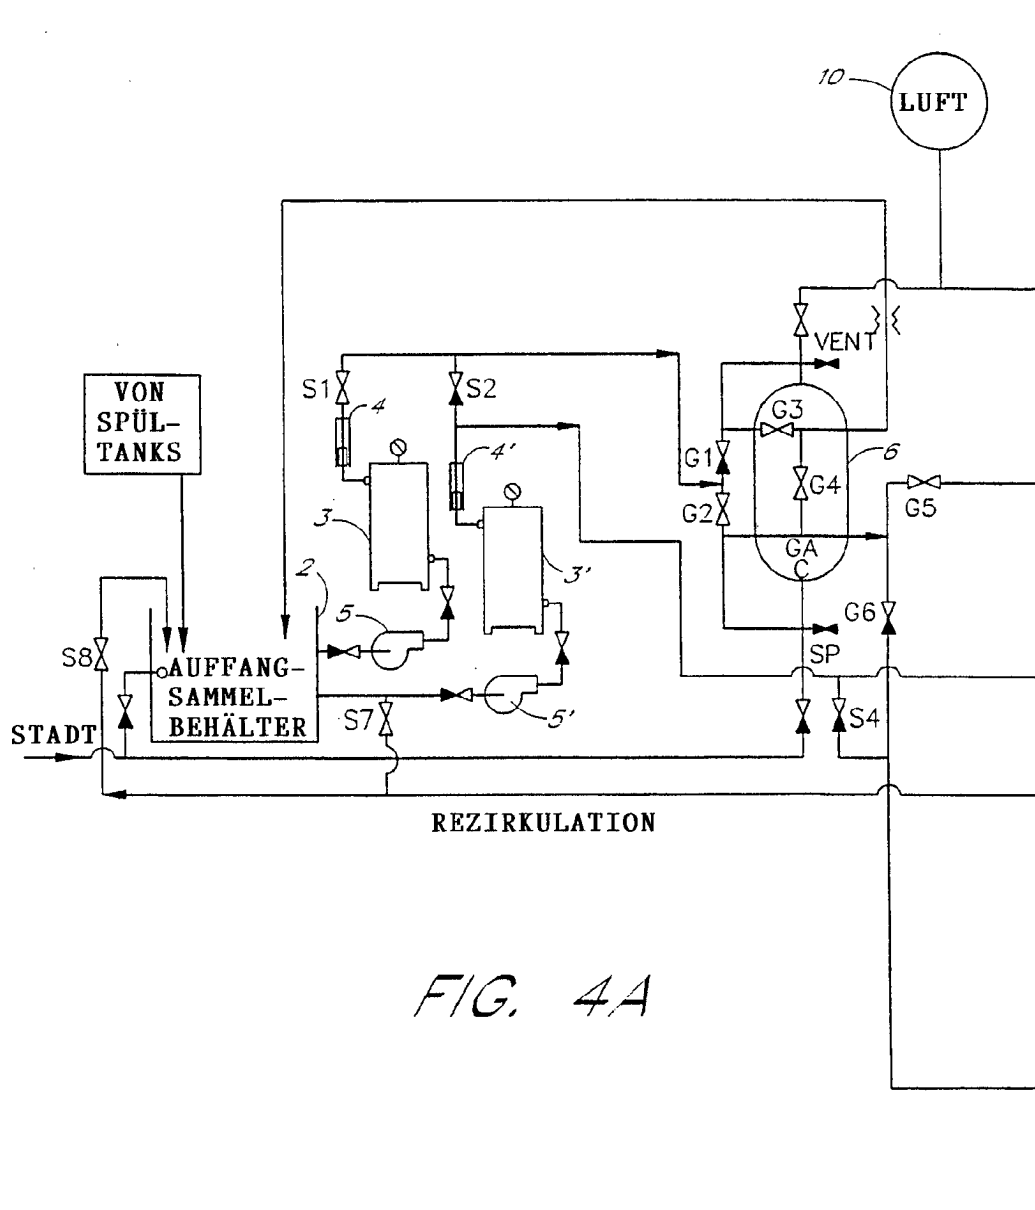 10
LUFT
VENT
VON
SPÜL-
TANKS
S1
4
S2
4'
G3
G1
6
G4
G2
G5
3
3'
GA
C
2
5
G6
S8
AUFFANG-
SAMMEL-
BEHÄLTER
SP
5'
S7
S4
STADT
REZIRKULATION
FIG. 4A